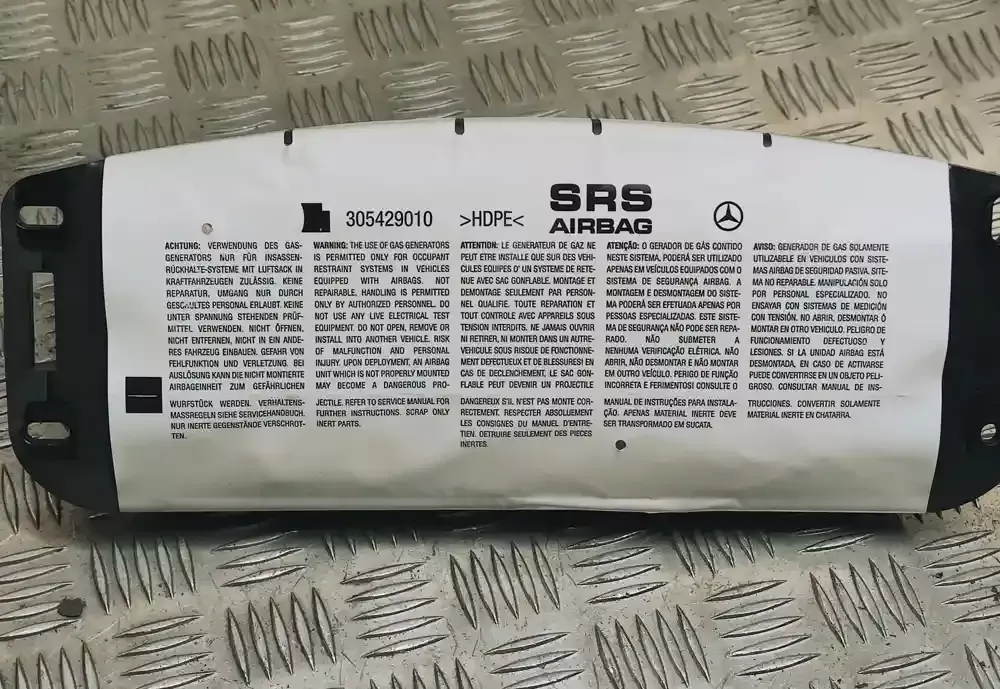 305429010 >HDPE< SRS
AIRBAG
ACHTUNG: VERWENDUNG DES GAS-
GENERATORS NUR FÜR INSASSEN-
RÜCKHALTE-SYSTEME MIT LUFTSACK IN
KRAFTFAHRZEUGEN ZULÄSSIG. KEINE
REPARATUR, UMGANG NUR DURCH
GESCHULTES PERSONAL ERLAUBT. KEINE
UNTER SPANNUNG STEHENDEN PRÜF-
MITTEL VERWENDEN. NICHT ÖFFNEN,
NICHT ENTFERNEN, NICHT IN EIN ANDE-
RES FAHRZEUG EINBAUEN. GEFAHR VON
FEHLFUNKTION UND VERLETZUNG. BEI
AUSLÖSUNG KANN DIE NICHT MONTIERTE
AIRBAGEINHEIT ZUM GEFÄHRLICHEN
WURFSTÜCK WERDEN. VERHALTENS-
MASSREGELN SIEHE SERVICEHANDBUCH.
NUR INERTE GEGENSTÄNDE VERSCHROT-
TEN.
WARNING: THE USE OF GAS GENERATORS
IS PERMITTED ONLY FOR OCCUPANT
RESTRAINT SYSTEMS IN VEHICLES
EQUIPPED WITH AIRBAGS. NOT
REPAIRABLE. HANDLING IS PERMITTED
ONLY BY AUTHORIZED PERSONNEL. DO
NOT USE ANY LIVE ELECTRICAL TEST
EQUIPMENT. DO NOT OPEN, REMOVE OR
INSTALL INTO ANOTHER VEHICLE. RISK
OF MALFUNCTION AND PERSONAL
INJURY. UPON DEPLOYMENT, AN AIRBAG
UNIT WHICH IS NOT PROPERLY MOUNTED
MAY BECOME A DANGEROUS PRO-
JECTILE. REFER TO SERVICE MANUAL FOR
FURTHER INSTRUCTIONS. SCRAP ONLY
INERT PARTS.
ATTENTION: LE GENERATEUR DE GAZ NE
PEUT ÊTRE INSTALLE QUE SUR DES VEHI-
CULES EQUIPES D' UN SYSTEME DE RETE-
NUE AVEC SAC GONFLABLE. MONTAGE ET
DEMONTAGE SEULEMENT PAR PERSON-
NEL QUALIFIE. TOUTE REPARATION ET
TOUT CONTROLE AVEC APPAREILS SOUS
TENSION INTERDITS. NE JAMAIS OUVRIR
NI RETIRER, NI MONTER DANS UN AUTRE-
VEHICULE SOUS RISQUE DE FONCTIONNE-
MENT DEFECTUEUX ET DE BLESSURES! EN
CAS DE DECLENCHEMENT, LE SAC GON-
FLABLE PEUT DEVENIR UN PROJECTILE
DANGEREUX S'IL N'EST PAS MONTE COR-
RECTEMENT. RESPECTER ABSOLUEMENT
LES CONSIGNES DU MANUEL D'ENTRE-
TIEN. DETRUIRE SEULEMENT DES PIECES
INERTES.
ATENÇÃO: O GERADOR DE GÁS CONTIDO
NESTE SISTEMA, PODERÁ SER UTILIZADO
APENAS EM VEÍCULOS EQUIPADOS COM O
SISTEMA DE SEGURANÇA AIRBAG. A
MONTAGEM E DESMONTAGEM DO SISTE-
MA PODERÁ SER EFETUADA APENAS POR
PESSOAS ESPECIALIZADAS. ESTE SISTE-
MA DE SEGURANÇA NÃO PODE SER REPA-
RADO. NÃO SUBMETER A
NENHUMA VERIFICAÇÃO ELÉTRICA. NÃO
ABRIR, NÃO DESMONTAR E NÃO MONTAR
EM OUTRO VEÍCULO. PERIGO DE FUNÇÃO
INCORRETA E FERIMENTOS! CONSULTE O
MANUAL DE INSTRUÇÕES PARA INSTALA-
ÇÃO. APENAS MATERIAL INERTE DEVE
SER TRANSFORMADO EM SUCATA.
AVISO: GENERADOR DE GAS SOLAMENTE
UTILIZABELE EN VEHICULOS CON SISTE-
MAS AIRBAG DE SEGURIDAD PASIVA. SITE-
MA NO REPARABLE. MANIPULACIÓN SOLO
POR PERSONAL ESPECIALIZADO. NO
ENSAYAR CON SISTEMAS DE MEDICIÓN
CON TENSIÓN. NO ABRIR, DESMONTAR Ó
MONTAR EN OTRO VEHICULO. PELIGRO DE
FUNCIONAMIENTO DEFECTUOSO Y
LESIONES. SI LA UNIDAD AIRBAG ESTÁ
DESMONTADA, EN CASO DE ACTIVARSE
PUEDE CONVERTIRSE EN UN OBJETO PELI-
GROSO. CONSULTAR MANUAL DE INS-
TRUCCIONES. CONVERTIR SOLAMENTE
MATERIAL INERTE EN CHATARRA.